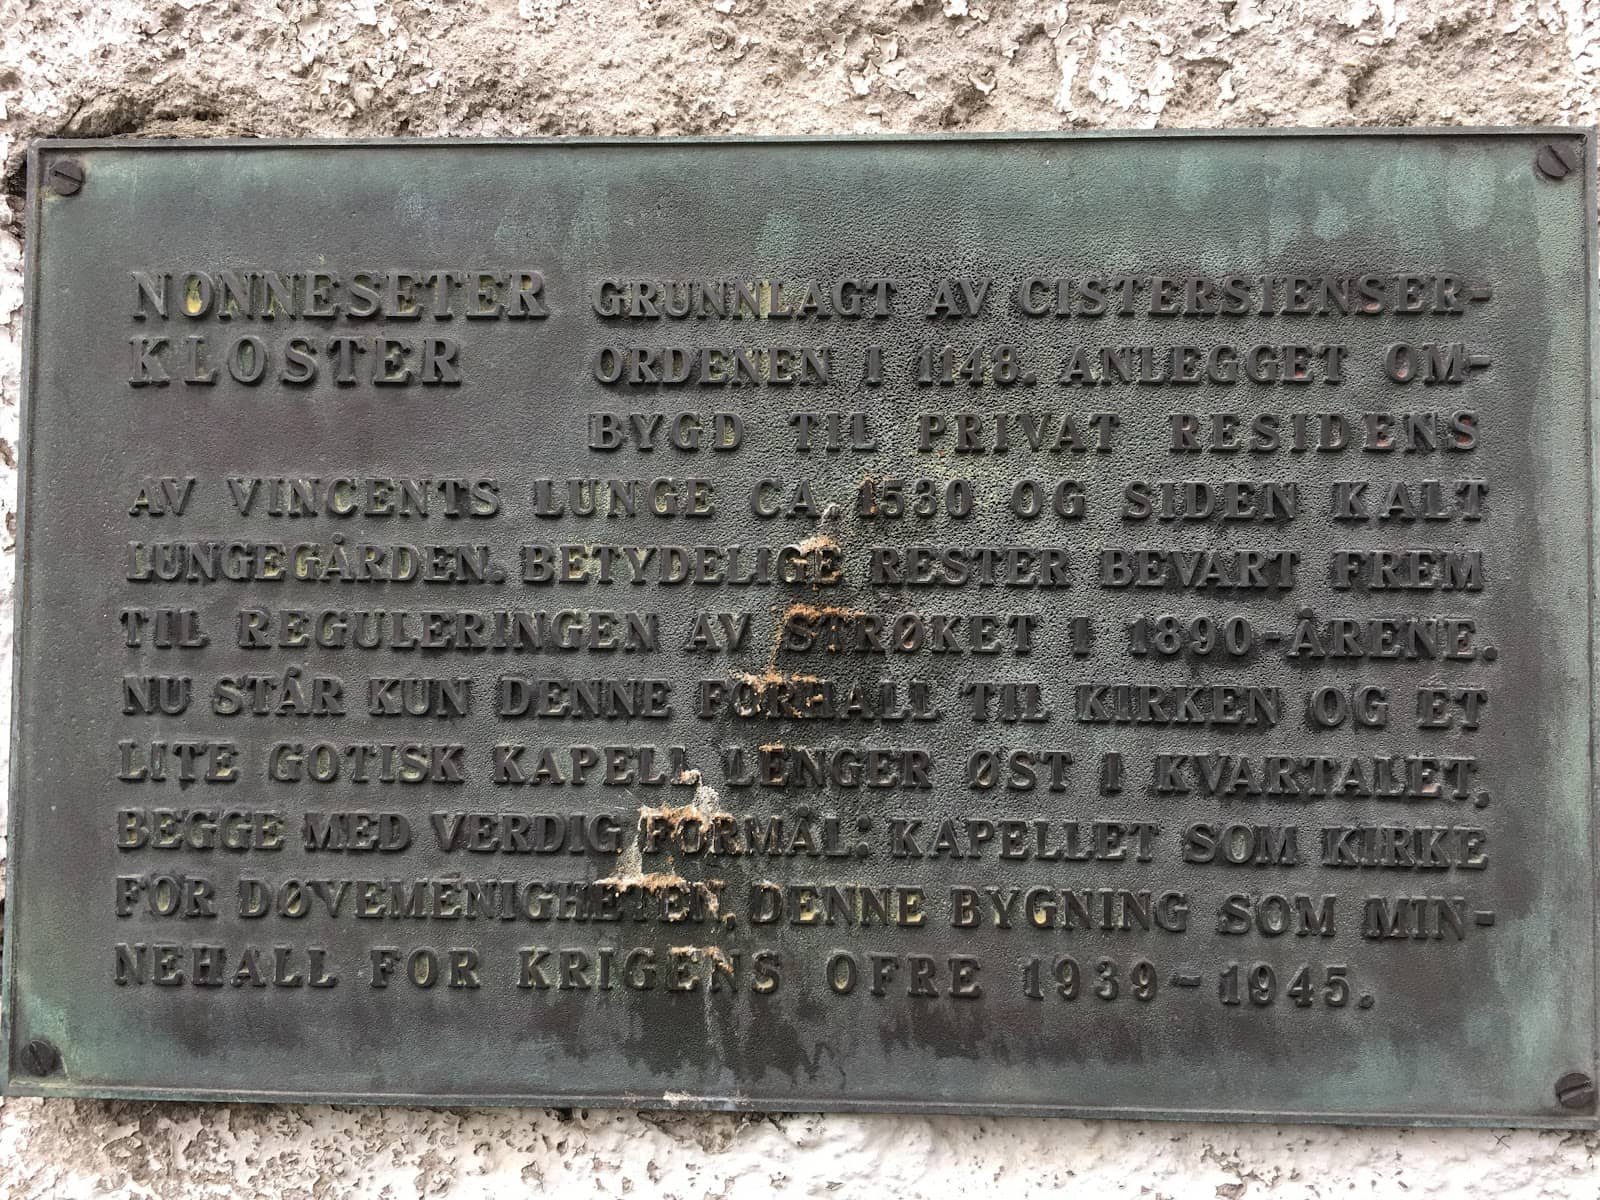 NONNESETER GRUNNLAGT AV CISTERSIENSER-
KLOSTER ORDENEN I 1148. ANLEGGET OM-
BYGD TIL PRIVAT RESIDENS
AV VINCENTS LUNGE CA. 1530 OG SIDEN KALT
LUNGEGÅRDEN. BETYDELIGE RESTER BEVART FREM
TIL REGULERINGEN AV STRØKET I 1890-ÅRENE.
NU STÅR KUN DENNE FORHALL TIL KIRKEN OG ET
LITE GOTISK KAPELL LENGER ØST I KVARTALET.
BEGGE MED VERDIG FORMÅL: KAPELLET SOM KIRKE
FOR DØVEMENIGHETEN, DENNE BYGNING SOM MIN-
NEHALL FOR KRIGENS OFRE 1939-1945.